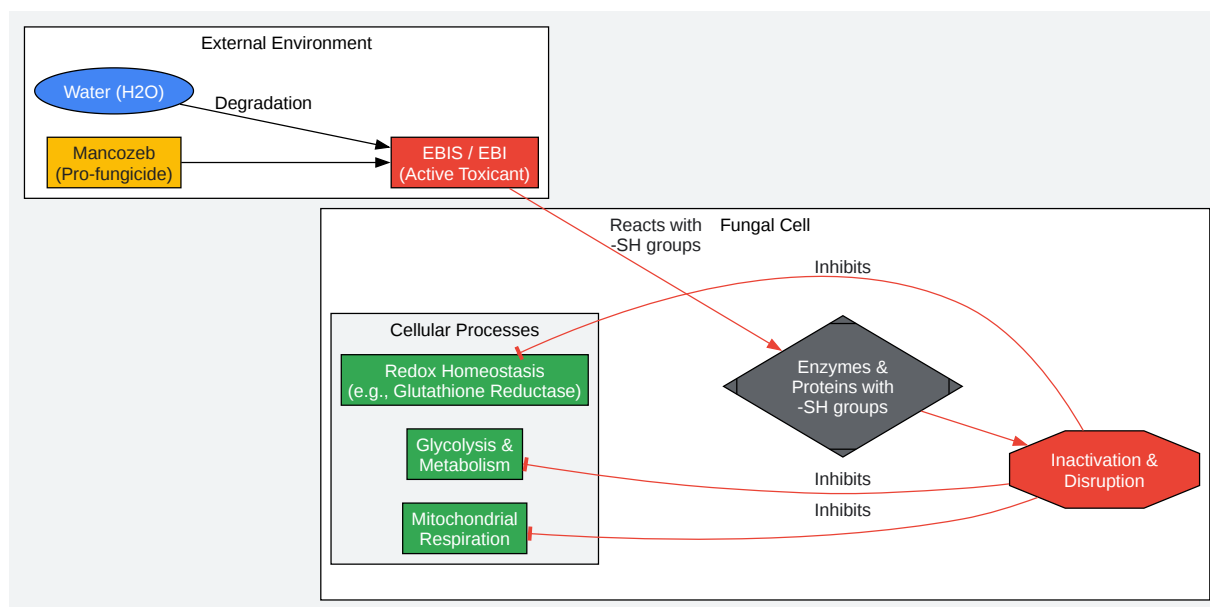 External Environment
Water (H2O)
Degradation
Mancozeb
(Pro-fungicide)
EBIS / EBI
(Active Toxicant)
Reacts with
-SH groups
Fungal Cell
Inhibits
Cellular Processes
Redox Homeostasis
(e.g., Glutathione Reductase)
Enzymes &
Proteins with
-SH groups
Glycolysis &
Metabolism
Inhibits
Inactivation &
Disruption
Inhibits
Mitochondrial
Respiration